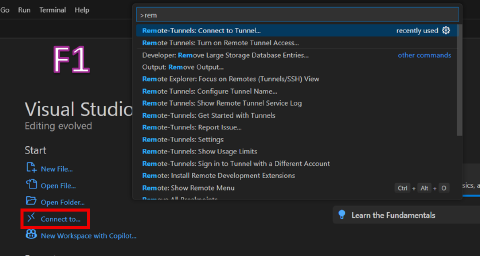 Go Run Terminal Help
>rem
Remote-Tunnels: Connect to Tunnel... recently used
Remote Tunnels: Turn on Remote Tunnel Access...
Developer: Remove Large Storage Database Entries... other commands
Output: Remove Output...
Remote Explorer: Focus on Remotes (Tunnels/SSH) View
Remote Tunnels: Configure Tunnel Name...
Remote-Tunnels: Show Remote Tunnel Service Log
Remote-Tunnels: Get Started with Tunnels
Remote-Tunnels: Report Issue...
Remote-Tunnels: Settings
Remote-Tunnels: Show Usage Limits
Remote-Tunnels: Sign in to Tunnel with a Different Account
Remote: Install Remote Development Extensions
Remote: Show Remote Menu Ctrl + Alt + O
F1
Visual Studio
Editing evolved
Start
New File...
Open File...
Open Folder...
Connect to...
New Workspace with Copilot...
Learn the Fundamentals